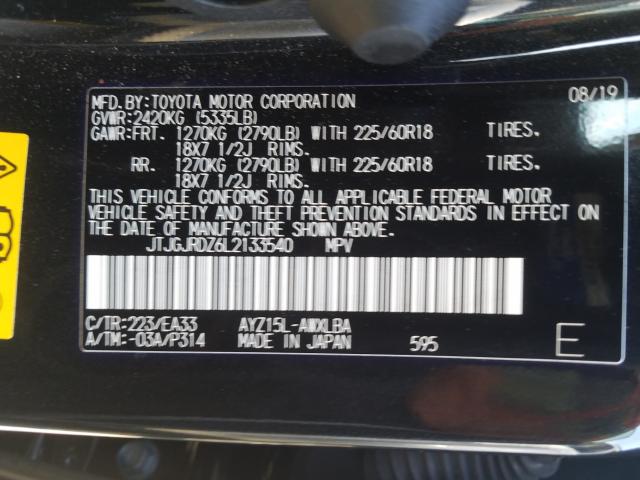 MFD.BY:TOYOTA MOTOR CORPORATION 08/19
GVWR:2420KG (5335LB)
GAWR:FRT. 1270KG (2790LB) WITH 225/60R18 TIRES.
18X7 1/2J RIMS.
RR. 1270KG (2790LB) WITH 225/60R18 TIRES.
18X7 1/2J RIMS.
THIS VEHICLE CONFORMS TO ALL APPLICABLE FEDERAL MOTOR
VEHICLE SAFETY AND THEFT PREVENTION STANDARDS IN EFFECT ON
THE DATE OF MANUFACTURE SHOWN ABOVE.
JTJGJRDZ6L2133540 MPV
C/TR:223/EA33 AYZ15L-AWXLBA
A/TM:-03A/P314 MADE IN JAPAN 595 E